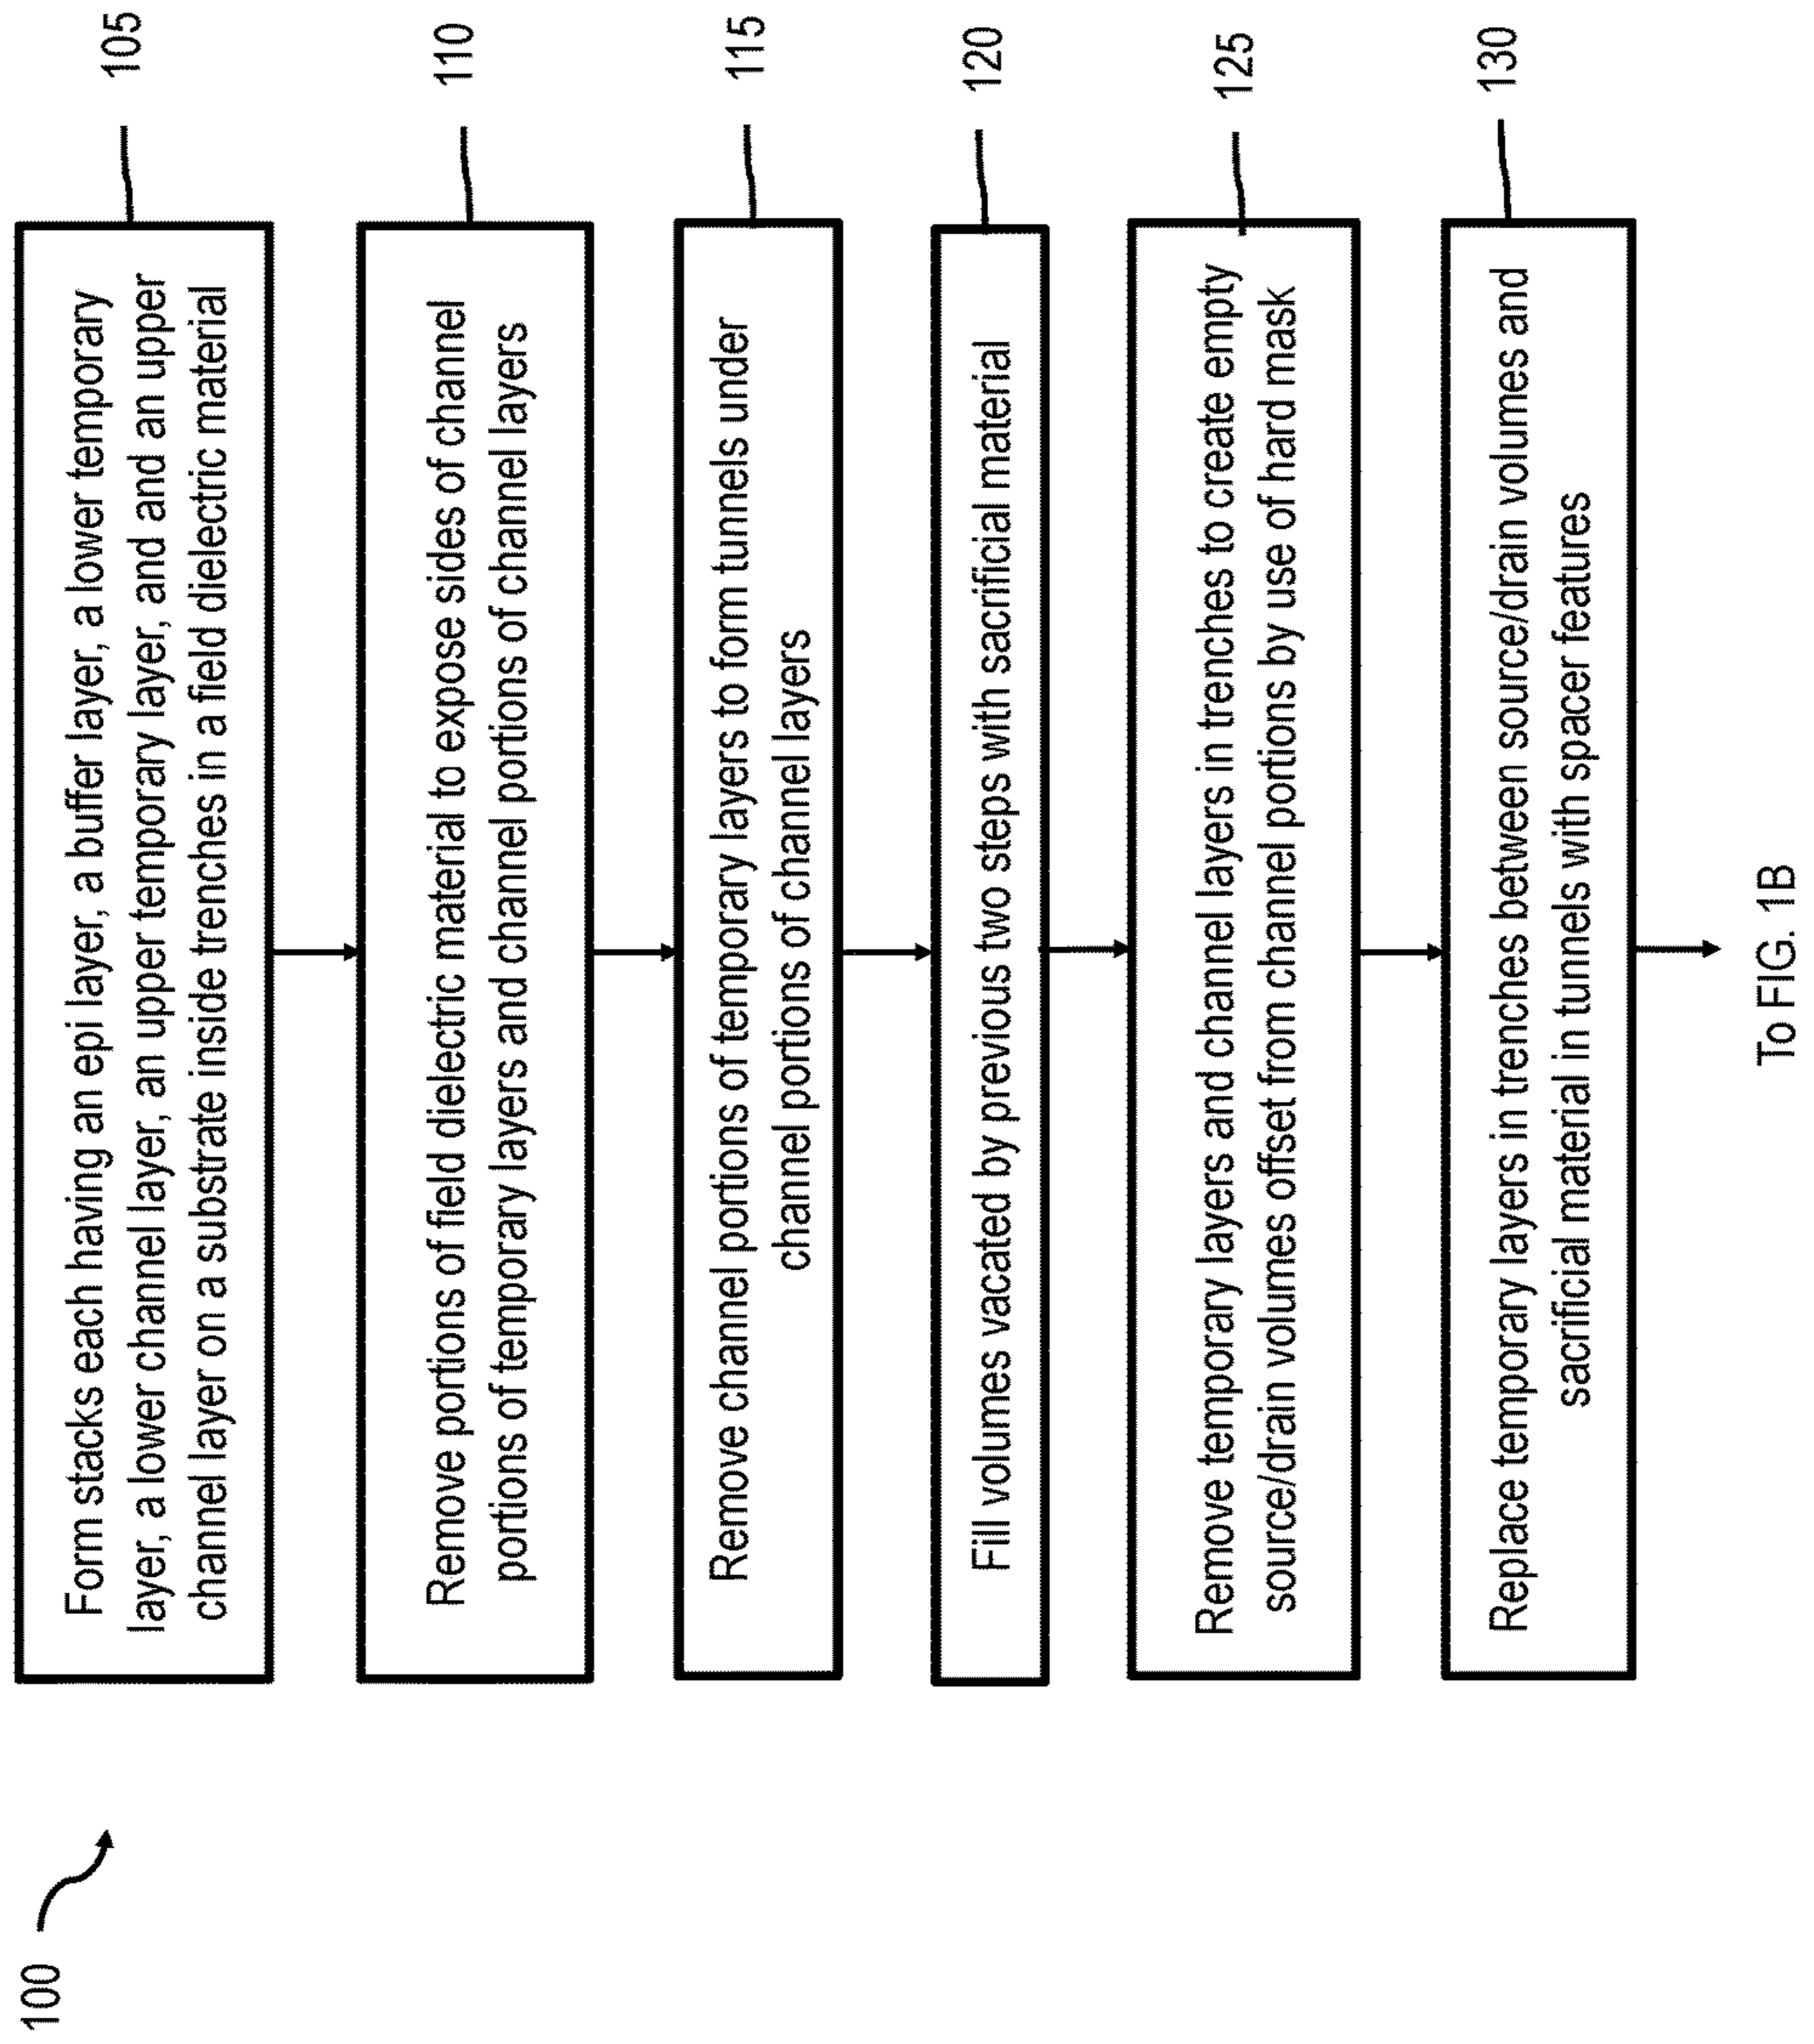 100
Form stacks each having an epi layer, a buffer layer, a lower temporary
layer, a lower channel layer, an upper temporary layer, and and an upper
channel layer on a substrate inside trenches in a field dielectric material
105
Remove portions of field dielectric material to expose sides of channel
portions of temporary layers and channel portions of channel layers
110
Remove channel portions of temporary layers to form tunnels under
channel portions of channel layers
115
Fill volumes vacated by previous two steps with sacrificial material
120
Remove temporary layers and channel layers in trenches to create empty
source/drain volumes offset from channel portions by use of hard mask
125
Replace temporary layers in trenches between source/drain volumes and
sacrificial material in tunnels with spacer features
130
To FIG. 1B